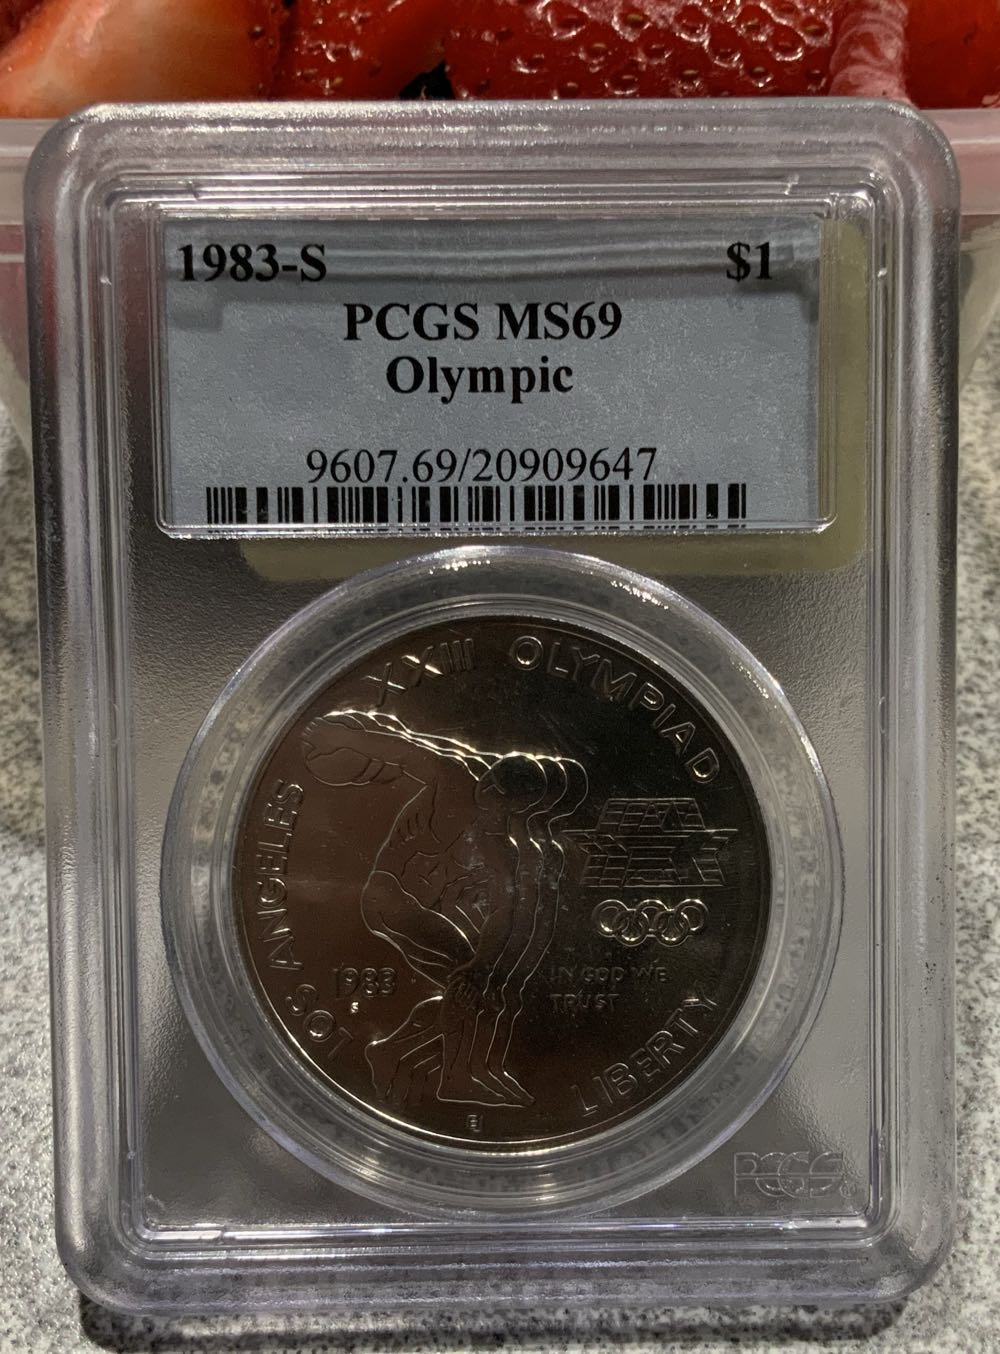 1983-S $1
PCGS MS69
Olympic
9607.69/20909647
XXIII OLYMPIAD
LOS ANGELES
1983
S
IN GOD WE
TRUST
LIBERTY
PCGS